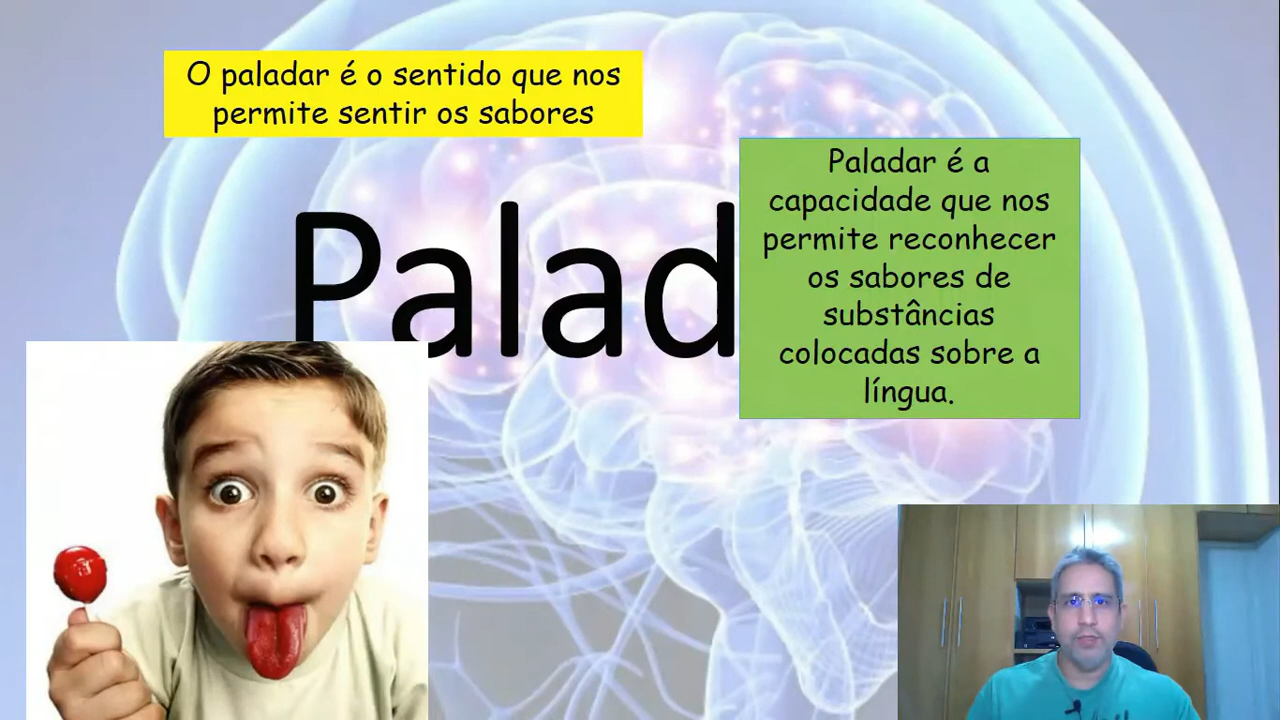 O paladar é o sentido que nos
permite sentir os sabores
Palad
Paladar é a
capacidade que nos
permite reconhecer
os sabores de
substâncias
colocadas sobre a
língua.